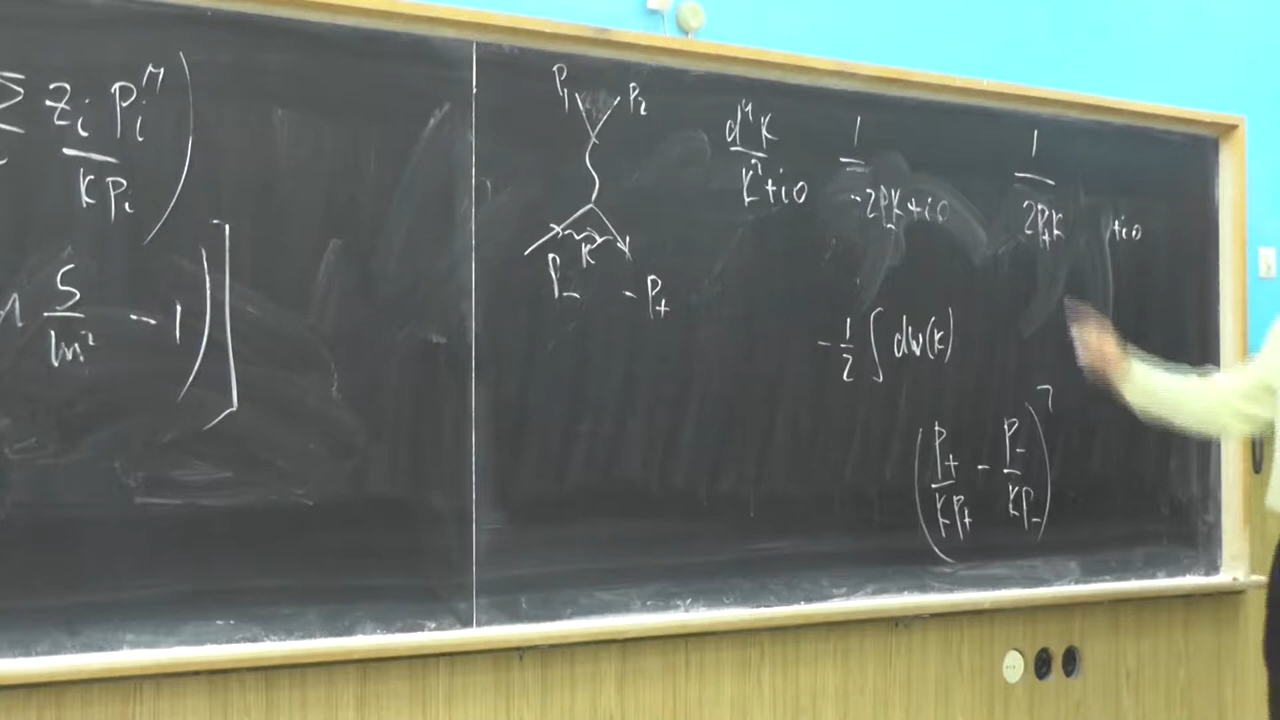 Σ z_i p_i^μ / kp_i )
S / m² - 1 ) ]
P_1 P_2
K
P_- - P_+
d⁴K / K²+i0 1 / -2P_-K+i0 1 / 2P_+K +i0
- 1/2 ∫ dw(K)
( P_+ / KP_+ - P_- / KP_- )²